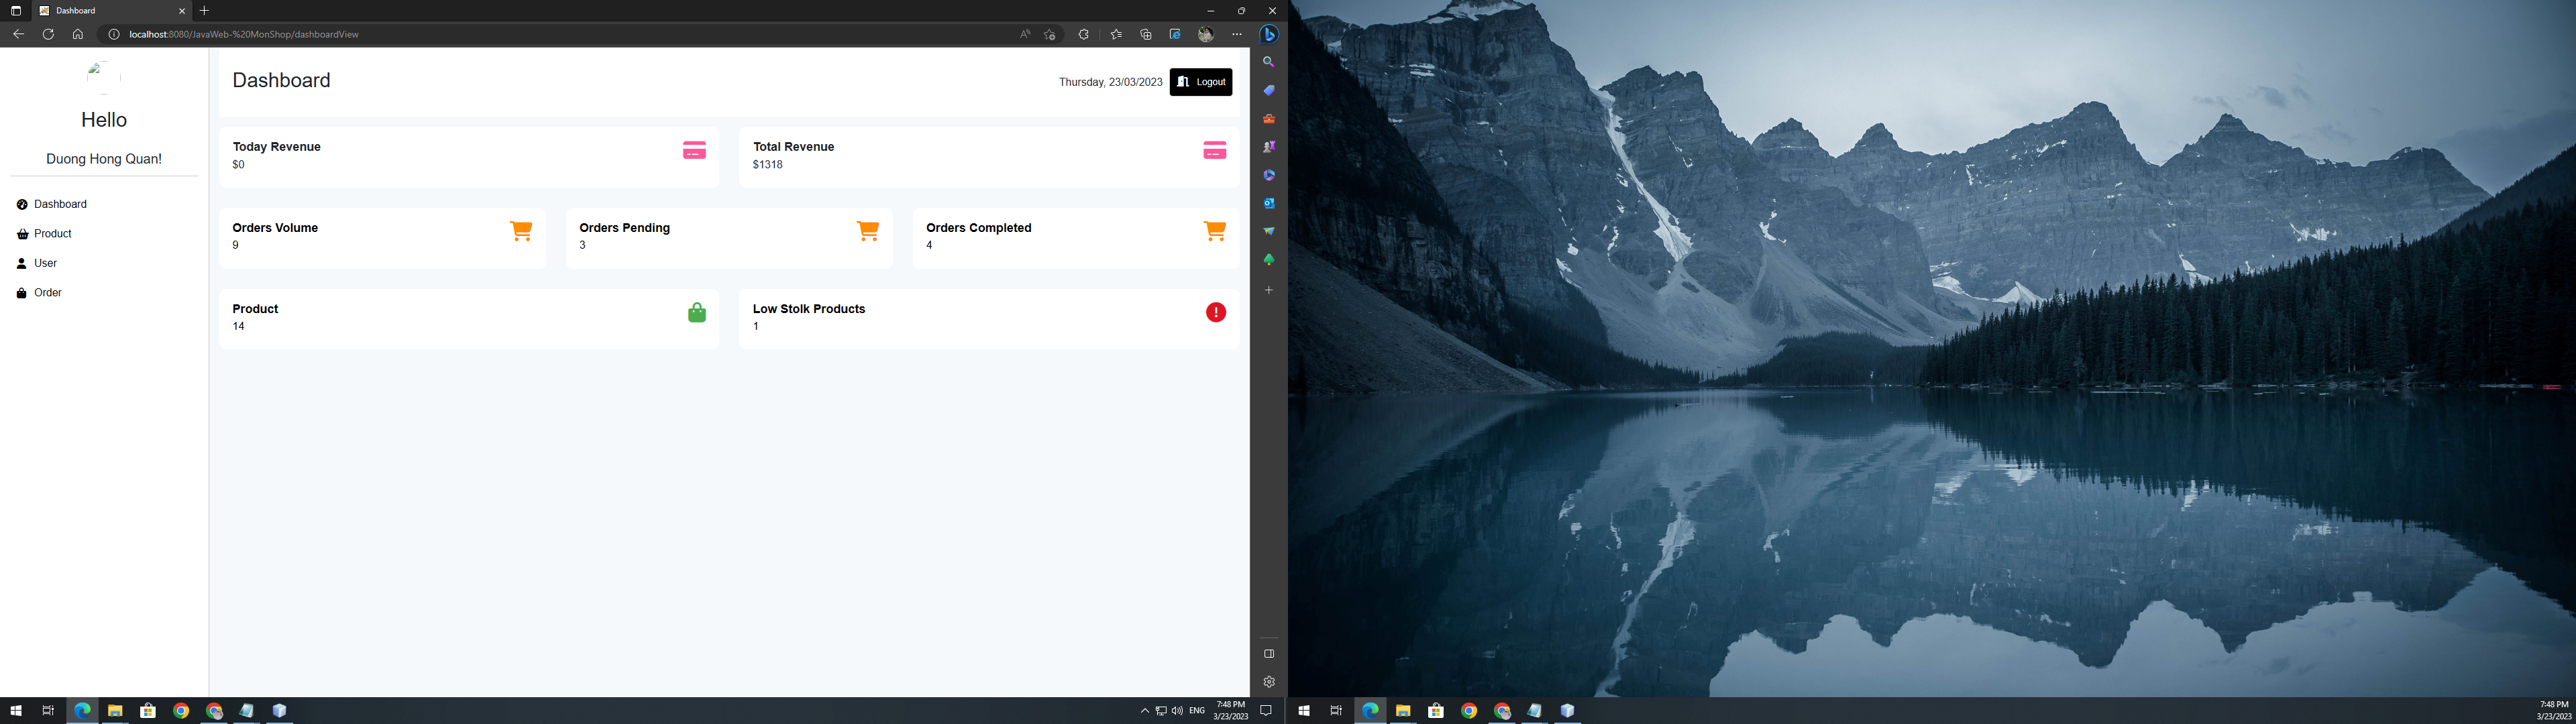 Dashboard
localhost:8080/JavaWeb-%20MonShop/dashboardView
Hello
Duong Hong Quan!
Dashboard
Product
User
Order
Dashboard
Thursday, 23/03/2023
Logout
Today Revenue
$0
Total Revenue
$1318
Orders Volume
9
Orders Pending
3
Orders Completed
4
Product
14
Low Stolk Products
1
ENG
7:48 PM
3/23/2023
7:48 PM
3/23/2023